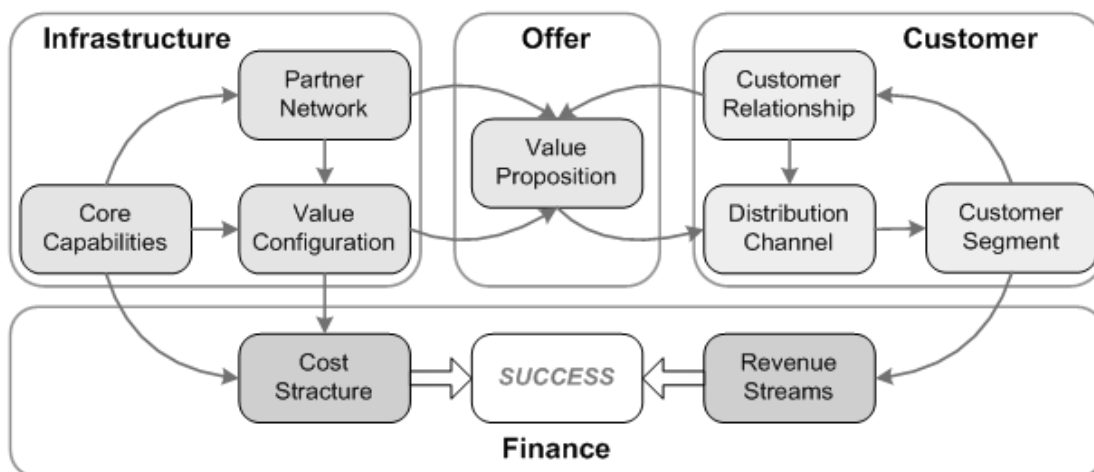 Infrastructure
Offer
Customer
Partner
Network
Customer
Relationship
Value
Proposition
Core
Capabilities
Value
Configuration
Distribution
Channel
Customer
Segment
Cost
Stracture
SUCCESS
Revenue
Streams
Finance